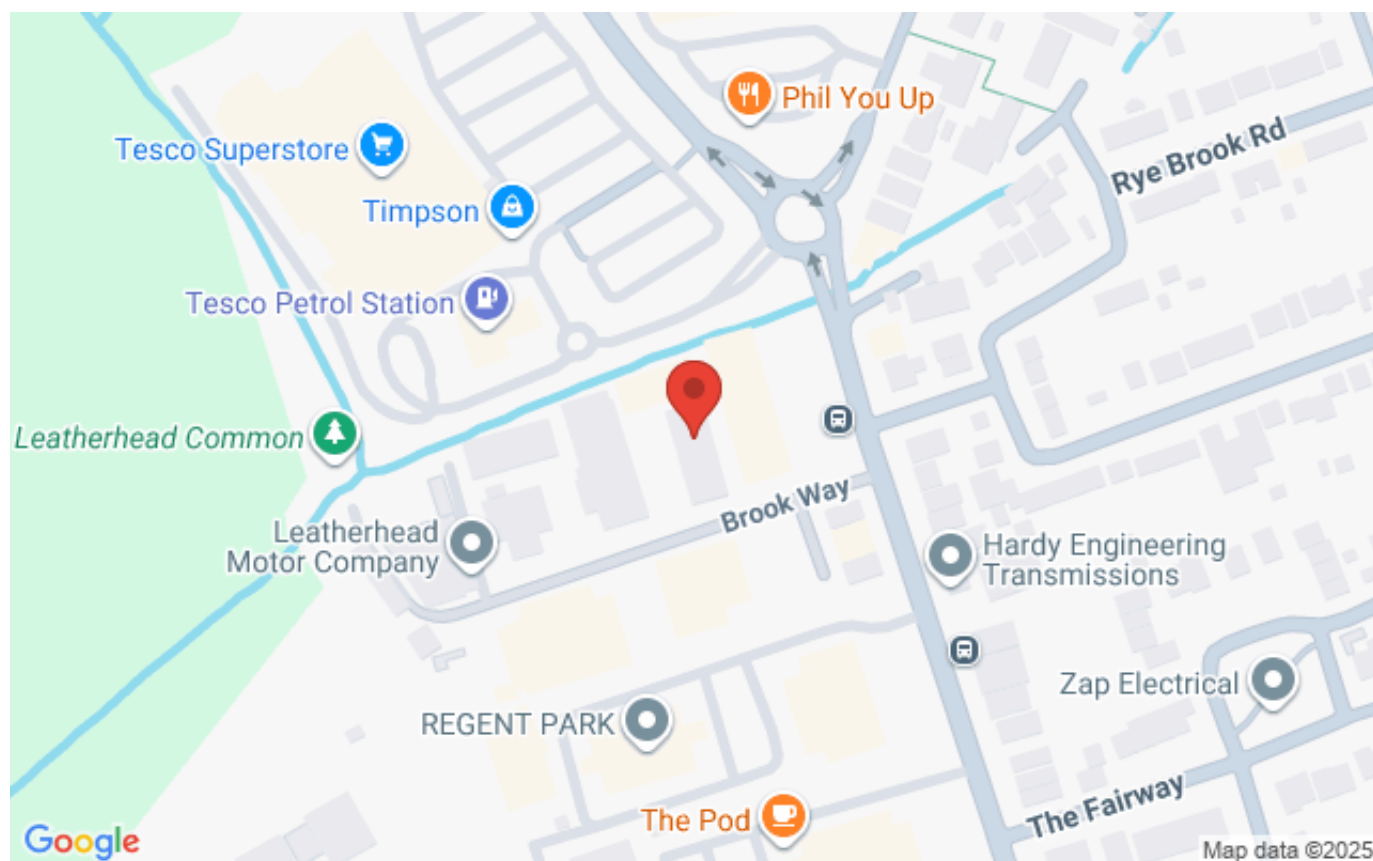 Phil You Up
Tesco Superstore
Rye Brook Rd
Timpson
Tesco Petrol Station
Leatherhead Common
Brook Way
Leatherhead
Motor Company
Hardy Engineering
Transmissions
Zap Electrical
REGENT PARK
The Fairway
The Pod
Google
Map data ©2025